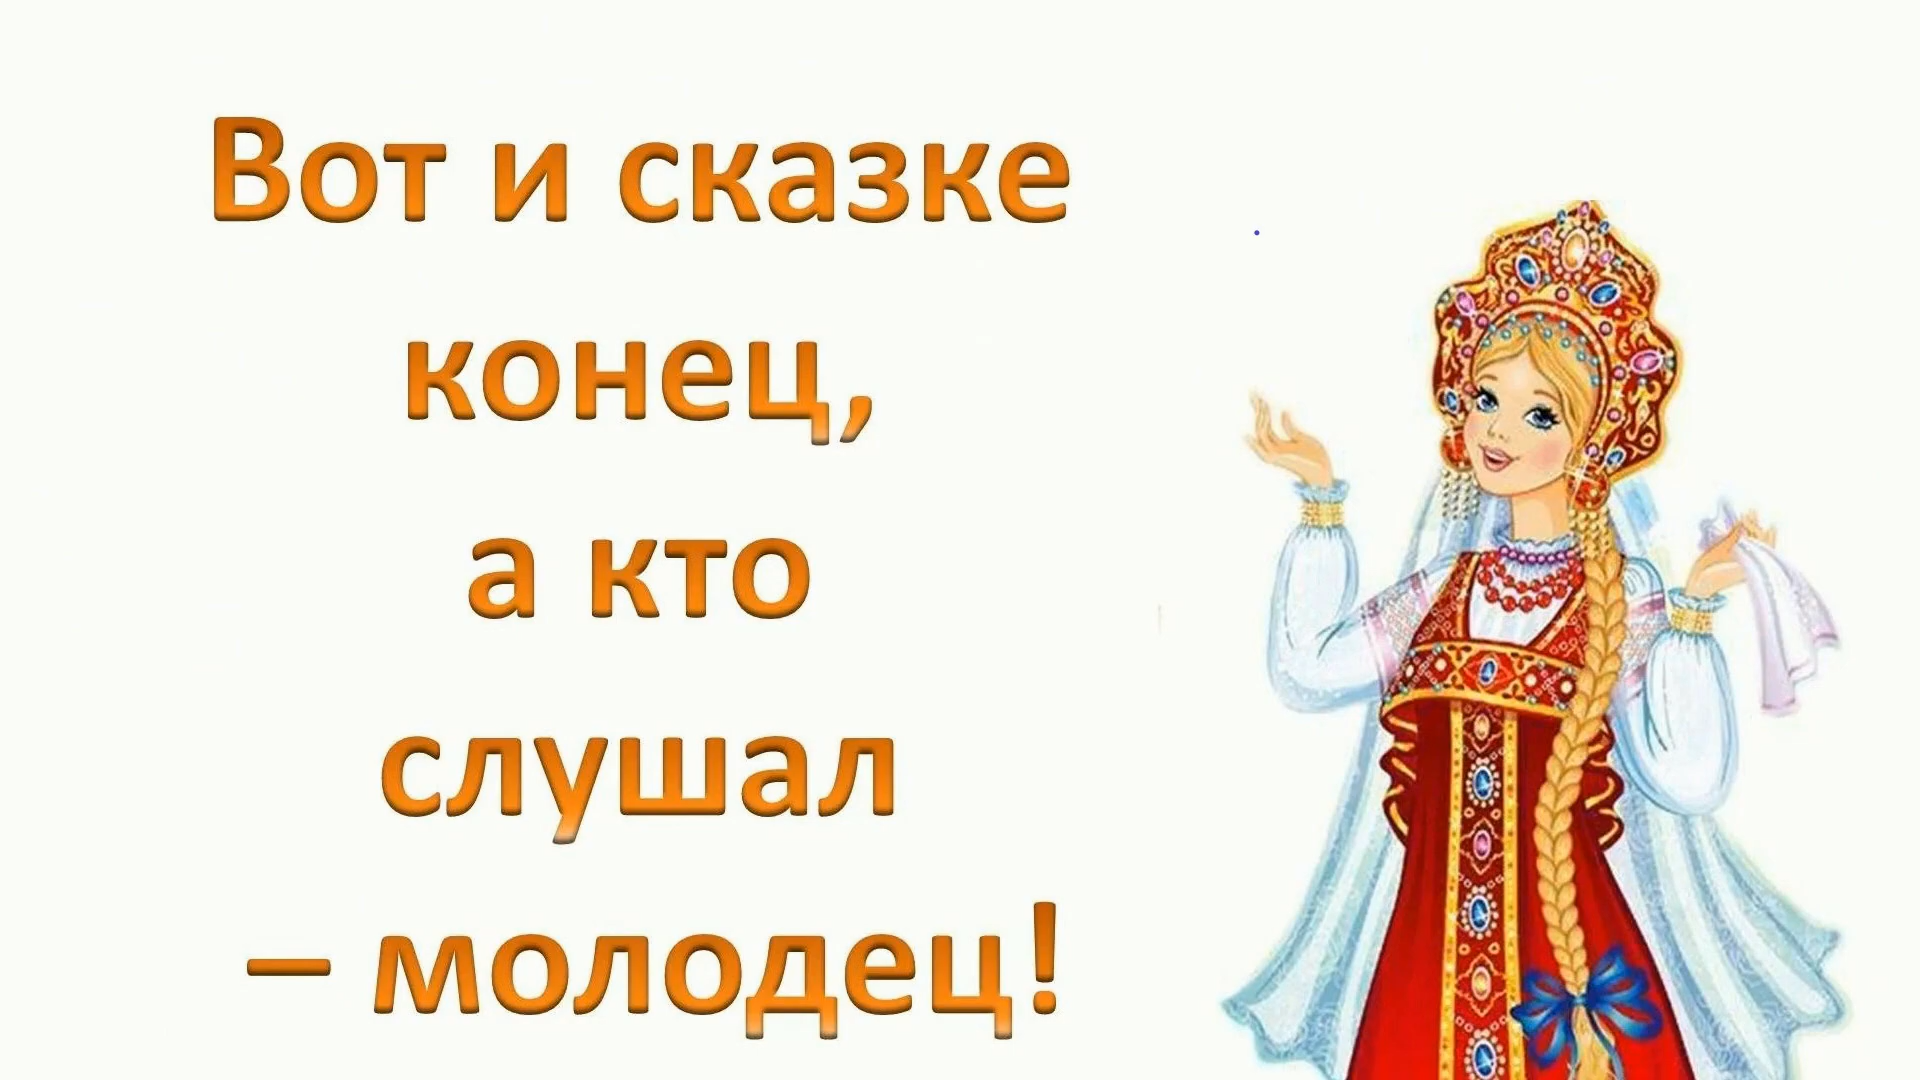 Вот и сказке
конец,
а кто
слушал
– молодец!